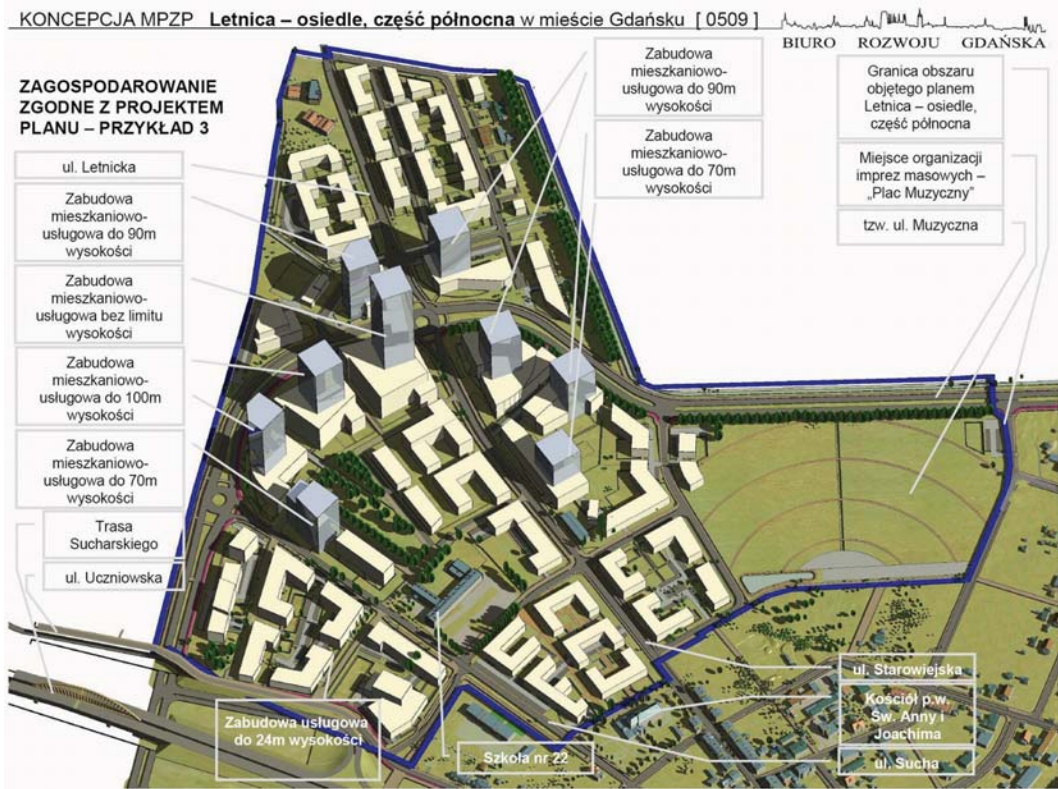 KONCEPCJA MPZP Letnica – osiedle, część północna w mieście Gdańsku [ 0509 ]
BIURO ROZWOJU GDAŃSKA
ZAGOSPODAROWANIE
ZGODNE Z PROJEKTEM
PLANU – PRZYKŁAD 3
ul. Letnicka
Zabudowa
mieszkaniowo-
usługowa do 90m
wysokości
Zabudowa
mieszkaniowo-
usługowa bez limitu
wysokości
Zabudowa
mieszkaniowo-
usługowa do 100m
wysokości
Zabudowa
mieszkaniowo-
usługowa do 70m
wysokości
Trasa
Sucharskiego
ul. Uczniowska
Zabudowa
mieszkaniowo-
usługowa do 90m
wysokości
Zabudowa
mieszkaniowo-
usługowa do 70m
wysokości
Granica obszaru
objętego planem
Letnica – osiedle,
część północna
Miejsce organizacji
imprez masowych –
„Plac Muzyczny”
tzw. ul. Muzyczna
Zabudowa usługowa
do 24m wysokości
Szkoła nr 22
ul. Starowiejska
Kościół p.w.
Św. Anny i
Joachima
ul. Sucha